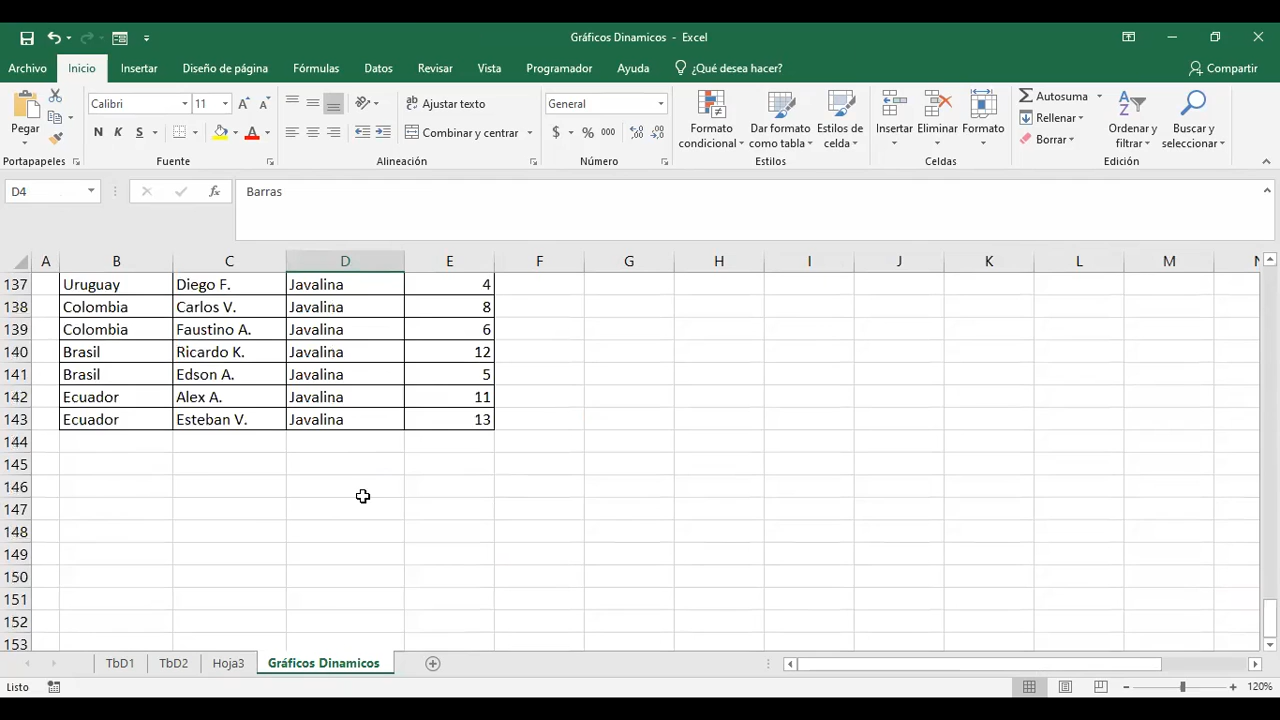 Gráficos Dinamicos - Excel
Archivo Inicio Insertar Diseño de página Fórmulas Datos Revisar Vista Programador Ayuda ¿Qué desea hacer? Compartir
Pegar
Portapapeles
Calibri 11
N K S
Fuente
Ajustar texto
Combinar y centrar
Alineación
General
$ % 000
Número
Formato condicional
Dar formato como tabla
Estilos de celda
Estilos
Insertar Eliminar Formato
Celdas
Autosuma
Rellenar
Borrar
Ordenar y filtrar
Buscar y seleccionar
Edición
D4 fx Barras
A B C D E F G H I J K L M N
137 Uruguay Diego F. Javalina 4
138 Colombia Carlos V. Javalina 8
139 Colombia Faustino A. Javalina 6
140 Brasil Ricardo K. Javalina 12
141 Brasil Edson A. Javalina 5
142 Ecuador Alex A. Javalina 11
143 Ecuador Esteban V. Javalina 13
144
145
146
147
148
149
150
151
152
153
TbD1 TbD2 Hoja3 Gráficos Dinamicos
Listo 120%